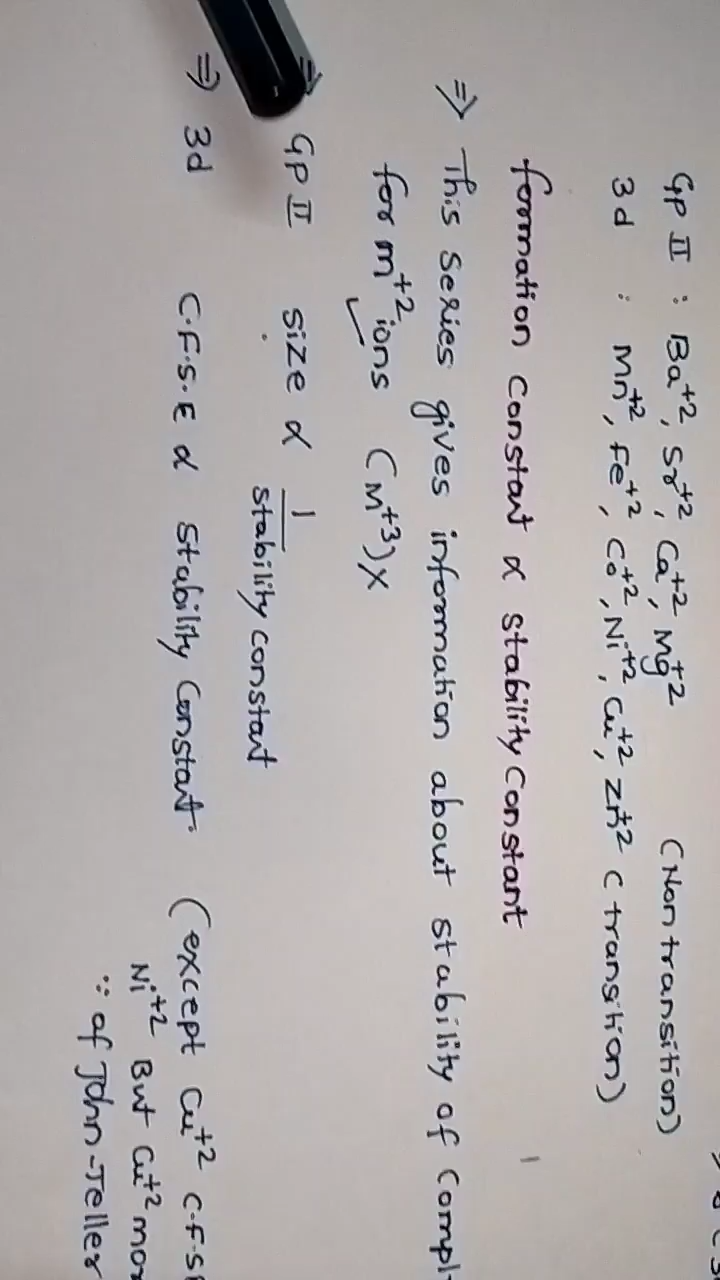 GP II : Ba+2, Sr+2, Ca+2, Mg+2 (Non transition)
3d : Mn+2, Fe+2, Co+2, Ni+2, Cu+2, Zn+2 (transition)
formation constant ∝ stability constant
⇒ This series gives information about stability of Compl
for m+2 ions (M+3)x
⇒ GP II size ∝ 1/stability constant
⇒ 3d C.F.S.E ∝ stability constant. (except Cu+2 C.F.S
Ni+2 But Cu+2 mor
∵ of John-Teller